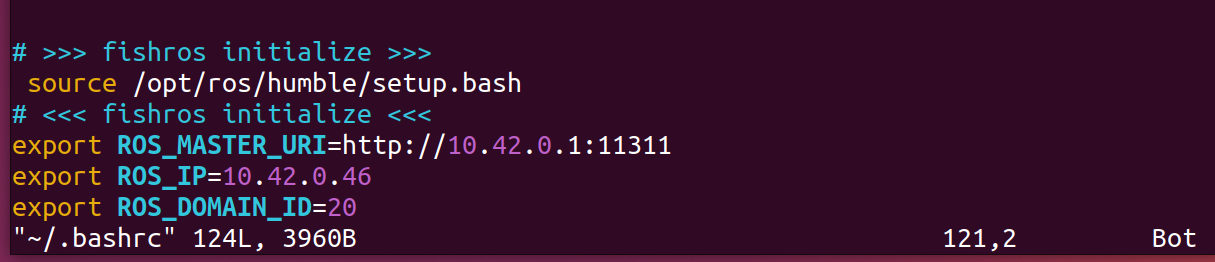 # >>> fishros initialize >>>
 source /opt/ros/humble/setup.bash
# <<< fishros initialize <<<
export ROS_MASTER_URI=http://10.42.0.1:11311
export ROS_IP=10.42.0.46
export ROS_DOMAIN_ID=20
"~/.bashrc" 124L, 3960B 121,2 Bot